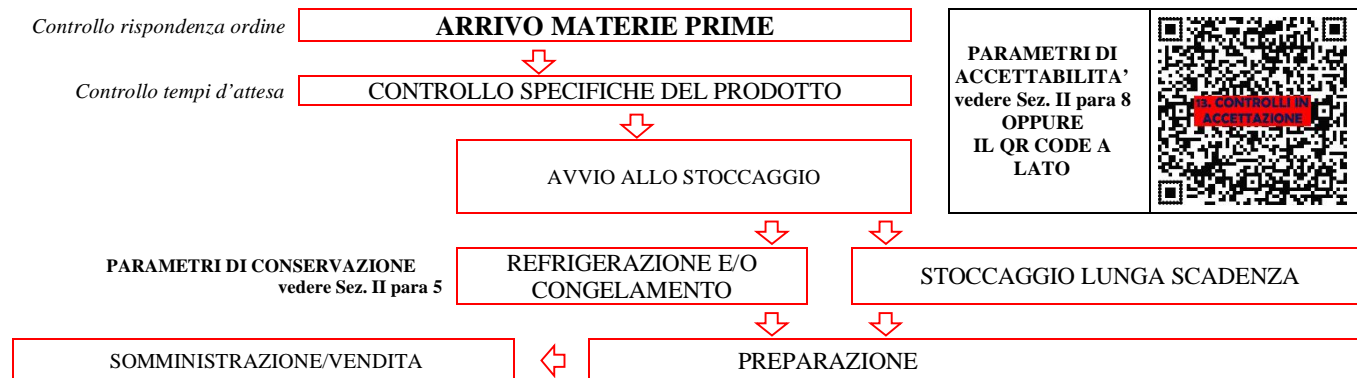 Controllo rispondenza ordine
ARRIVO MATERIE PRIME
Controllo tempi d'attesa
CONTROLLO SPECIFICHE DEL PRODOTTO
PARAMETRI DI
ACCETTABILITA’
vedere Sez. II para 8
OPPURE
IL QR CODE A
LATO
13. CONTROLLI IN
ACCETTAZIONE
AVVIO ALLO STOCCAGGIO
PARAMETRI DI CONSERVAZIONE
vedere Sez. II para 5
REFRIGERAZIONE E/O
CONGELAMENTO
STOCCAGGIO LUNGA SCADENZA
SOMMINISTRAZIONE/VENDITA
PREPARAZIONE